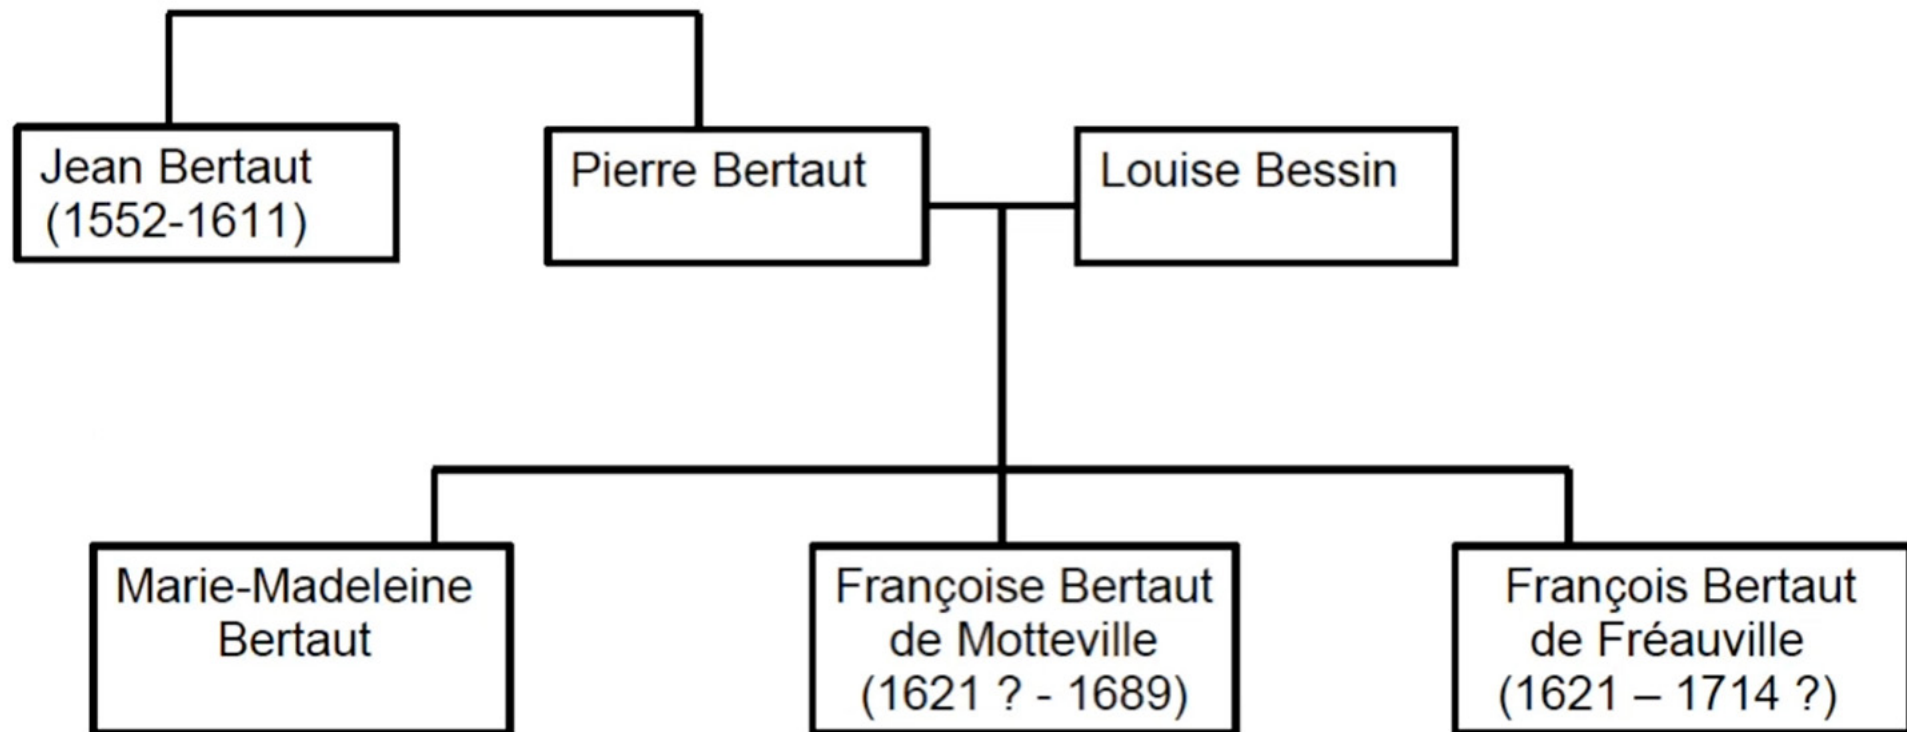 Jean Bertaut
(1552-1611)
Pierre Bertaut
Louise Bessin
Marie-Madeleine
Bertaut
Françoise Bertaut
de Motteville
(1621 ? - 1689)
François Bertaut
de Fréauville
(1621 – 1714 ?)